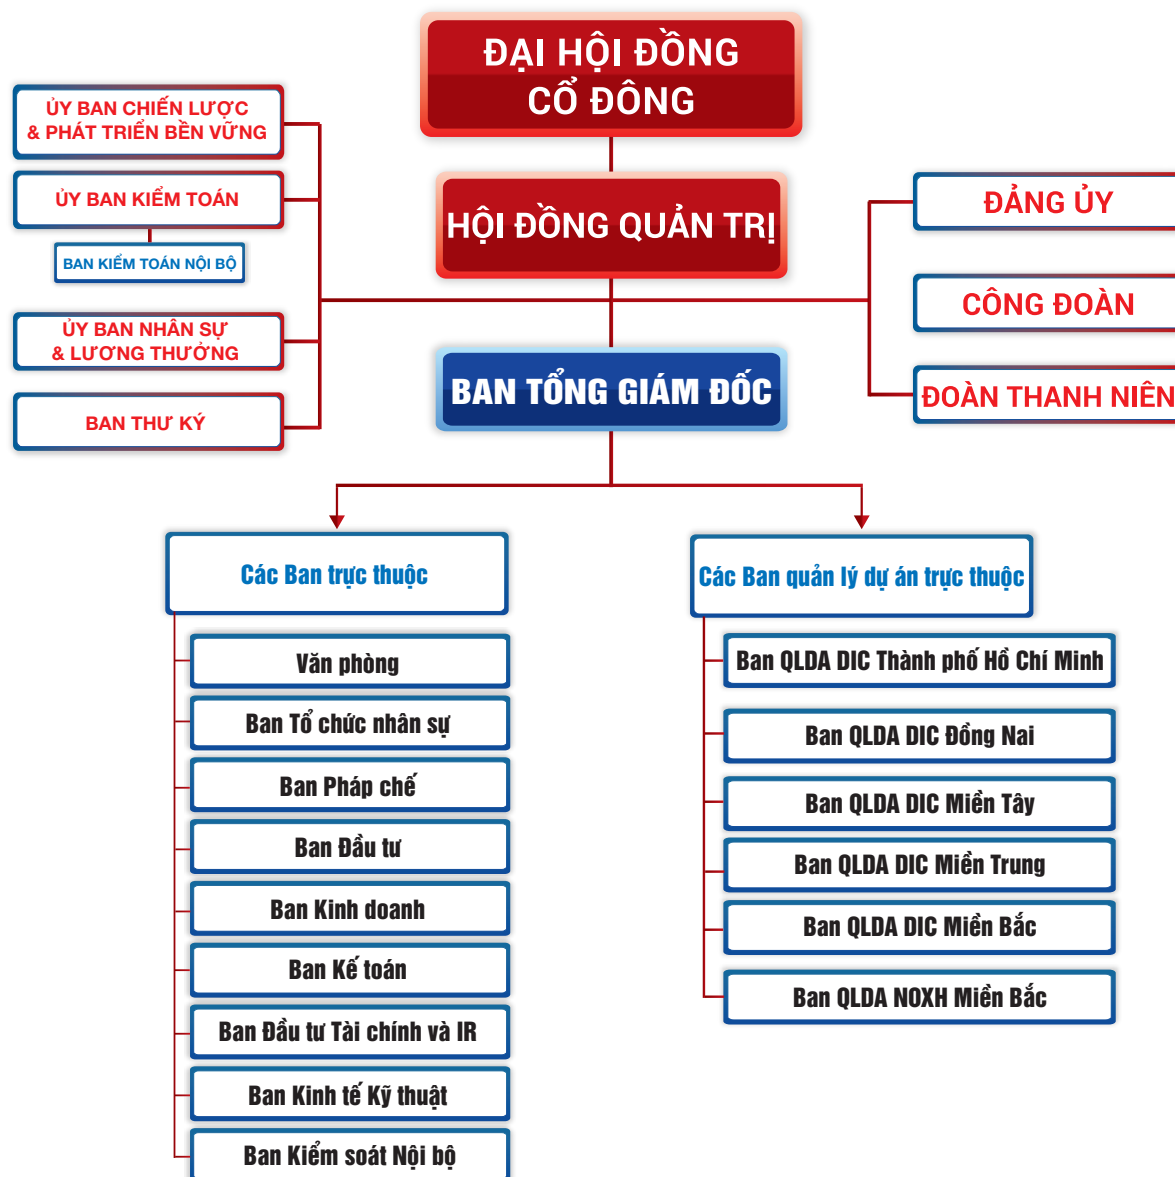 ĐẠI HỘI ĐỒNG
CỔ ĐÔNG
ỦY BAN CHIẾN LƯỢC
& PHÁT TRIỂN BỀN VỮNG
ỦY BAN KIỂM TOÁN
BAN KIỂM TOÁN NỘI BỘ
ỦY BAN NHÂN SỰ
& LƯƠNG THƯỞNG
BAN THƯ KÝ
HỘI ĐỒNG QUẢN TRỊ
ĐẢNG ỦY
CÔNG ĐOÀN
ĐOÀN THANH NIÊN
BAN TỔNG GIÁM ĐỐC
Các Ban trực thuộc
Văn phòng
Ban Tổ chức nhân sự
Ban Pháp chế
Ban Đầu tư
Ban Kinh doanh
Ban Kế toán
Ban Đầu tư Tài chính và IR
Ban Kinh tế Kỹ thuật
Ban Kiểm soát Nội bộ
Các Ban quản lý dự án trực thuộc
Ban QLDA DIC Thành phố Hồ Chí Minh
Ban QLDA DIC Đồng Nai
Ban QLDA DIC Miền Tây
Ban QLDA DIC Miền Trung
Ban QLDA DIC Miền Bắc
Ban QLDA NOXH Miền Bắc